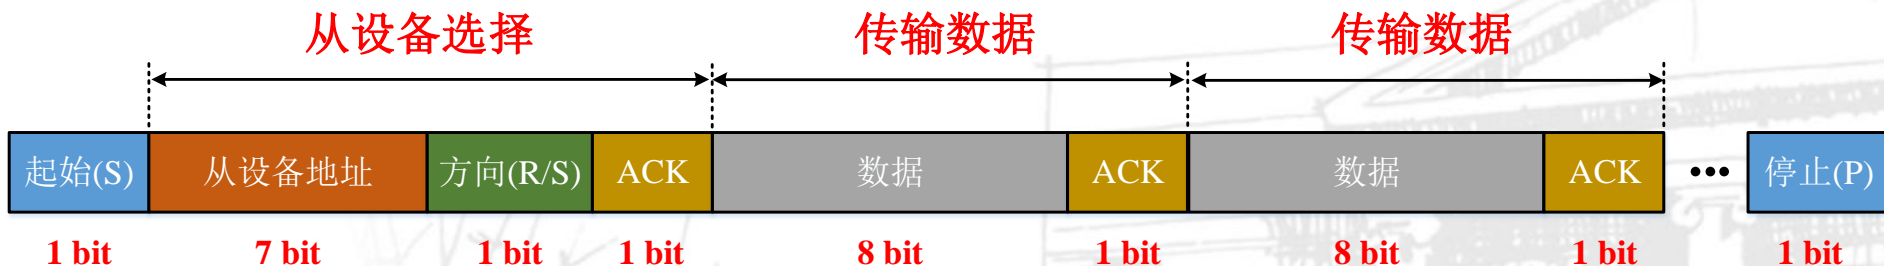 从设备选择 传输数据 传输数据
起始(S) 从设备地址 方向(R/S) ACK 数据 ACK 数据 ACK ••• 停止(P)
1 bit 7 bit 1 bit 1 bit 8 bit 1 bit 8 bit 1 bit 1 bit